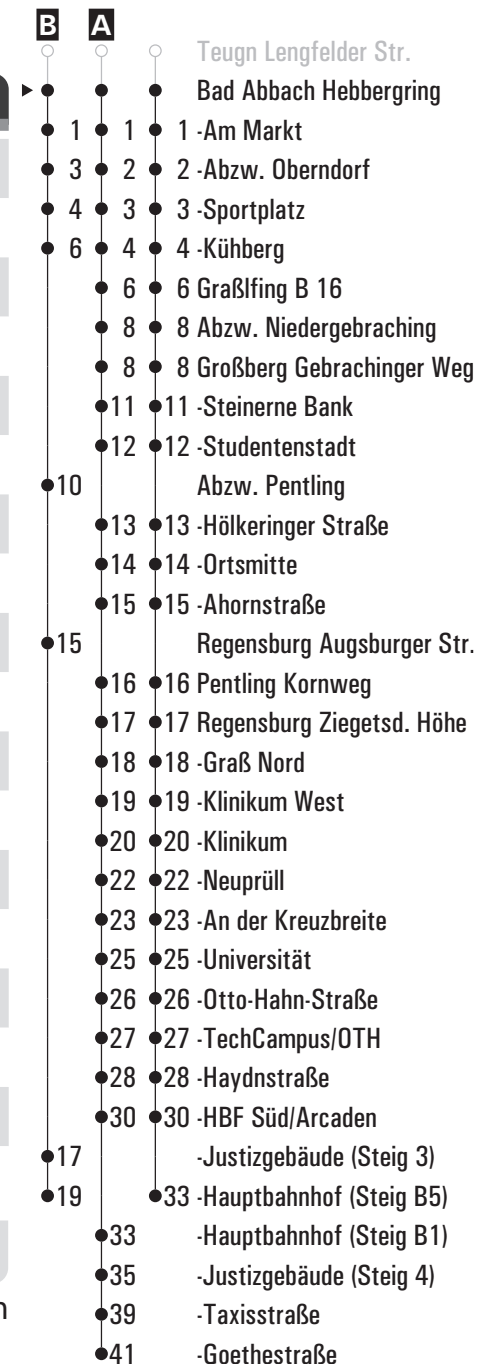 B A
Teugn Lengfelder Str.
Bad Abbach Hebbergring
1 1 1 -Am Markt
3 2 2 -Abzw. Oberndorf
4 3 3 -Sportplatz
6 4 4 -Kühberg
6 6 Graßlfing B 16
8 8 Abzw. Niedergebraching
8 8 Großberg Gebrachinger Weg
11 11 -Steinerne Bank
12 12 -Studentenstadt
10 Abzw. Pentling
13 13 -Hölkeringer Straße
14 14 -Ortsmitte
15 15 -Ahornstraße
15 Regensburg Augsburger Str.
16 16 Pentling Kornweg
17 17 Regensburg Ziegetsd. Höhe
18 18 -Graß Nord
19 19 -Klinikum West
20 20 -Klinikum
22 22 -Neuprüll
23 23 -An der Kreuzbreite
25 25 -Universität
26 26 -Otto-Hahn-Straße
27 27 -TechCampus/OTH
28 28 -Haydnstraße
30 30 -HBF Süd/Arcaden
17 -Justizgebäude (Steig 3)
19 33 -Hauptbahnhof (Steig B5)
33 -Hauptbahnhof (Steig B1)
35 -Justizgebäude (Steig 4)
39 -Taxisstraße
41 -Goethestraße